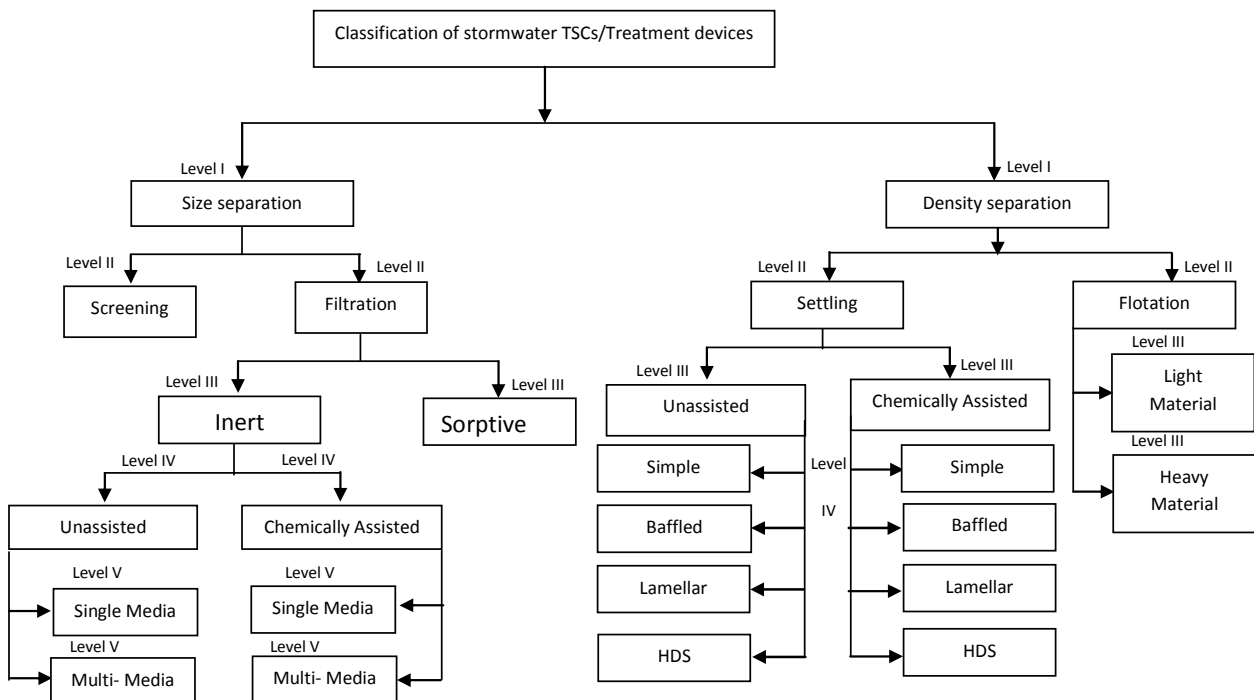 Classification of stormwater TSCs/Treatment devices
Level I
Level I
Size separation
Density separation
Level II
Level II
Level II
Level II
Screening
Filtration
Settling
Flotation
Level III
Level III
Level III
Level III
Level III
Inert
Sorptive
Unassisted
Chemically Assisted
Light
Material
Level III
Heavy
Material
Level IV
Level IV
Simple
Level
Simple
Unassisted
Chemically Assisted
Baffled
IV
Baffled
Level V
Level V
Single Media
Single Media
Lamellar
Lamellar
Level V
Level V
Multi- Media
Multi- Media
HDS
HDS